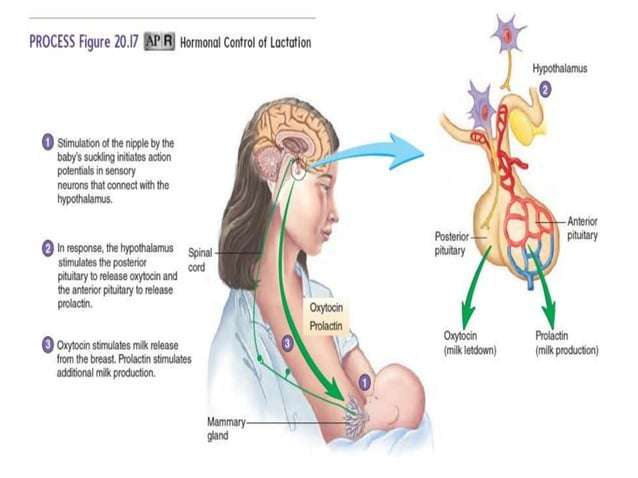 PROCESS Figure 20.17 AP R Hormonal Control of Lactation
1 Stimulation of the nipple by the
baby's suckling initiates action
potentials in sensory
neurons that connect with the
hypothalamus.
2 In response, the hypothalamus
stimulates the posterior
pituitary to release oxytocin and
the anterior pituitary to release
prolactin.
3 Oxytocin stimulates milk release
from the breast. Prolactin stimulates
additional milk production.
Spinal
cord
Oxytocin
Prolactin
3
1
Mammary
gland
Hypothalamus
2
Posterior
pituitary
Anterior
pituitary
Oxytocin
(milk letdown)
Prolactin
(milk production)